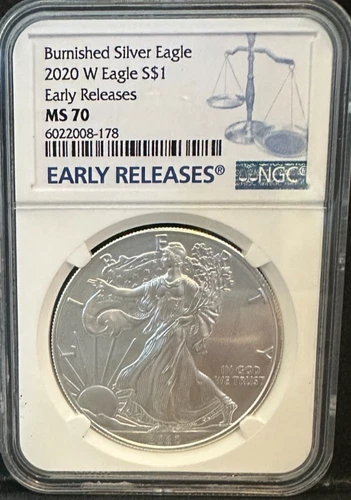 Burnished Silver Eagle
2020 W Eagle S$1
Early Releases
MS 70
6022008-178
EARLY RELEASES®
NGC®
LIBERTY
IN GOD
WE TRUST
2020